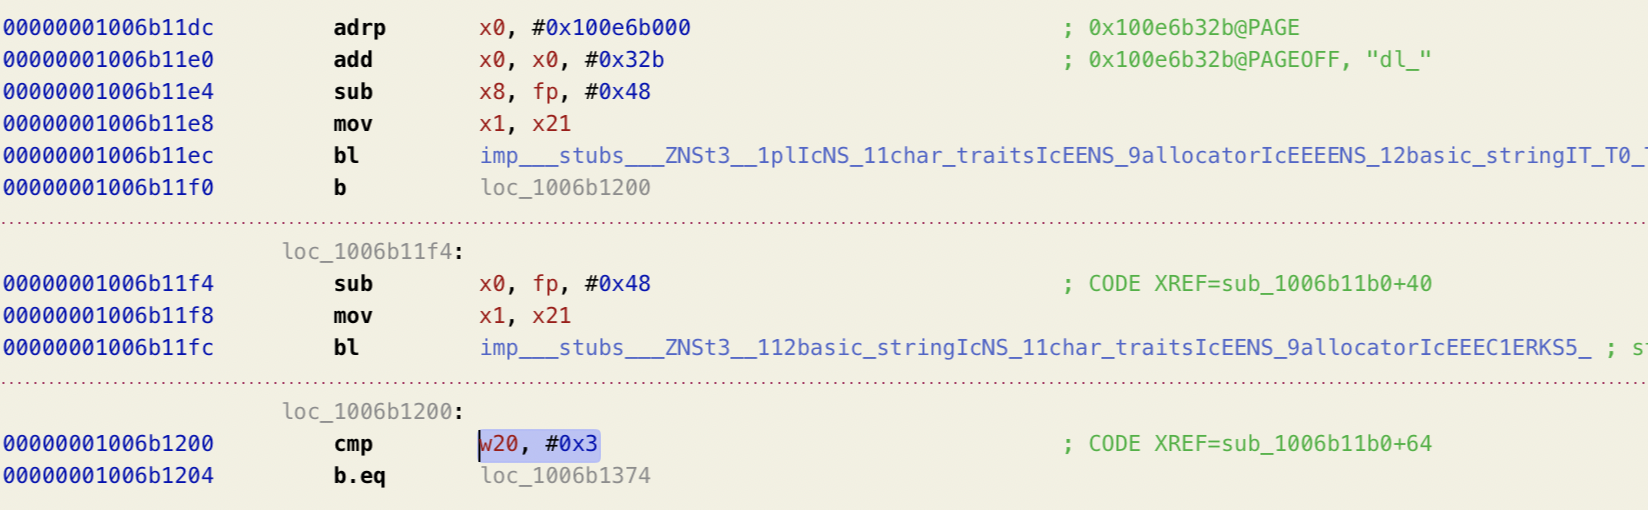 00000001006b11dc adrp x0, #0x100e6b000 ; 0x100e6b32b@PAGE
00000001006b11e0 add x0, x0, #0x32b ; 0x100e6b32b@PAGEOFF, "dl_"
00000001006b11e4 sub x8, fp, #0x48
00000001006b11e8 mov x1, x21
00000001006b11ec bl imp___stubs___ZNSt3__1plIcNS_11char_traitsIcEENS_9allocatorIcEEEENS_12basic_stringIT_T0_
00000001006b11f0 b loc_1006b1200
loc_1006b11f4:
00000001006b11f4 sub x0, fp, #0x48 ; CODE XREF=sub_1006b11b0+40
00000001006b11f8 mov x1, x21
00000001006b11fc bl imp___stubs___ZNSt3__112basic_stringIcNS_11char_traitsIcEENS_9allocatorIcEEEC1ERKS5_ ; s
loc_1006b1200:
00000001006b1200 cmp w20, #0x3 ; CODE XREF=sub_1006b11b0+64
00000001006b1204 b.eq loc_1006b1374